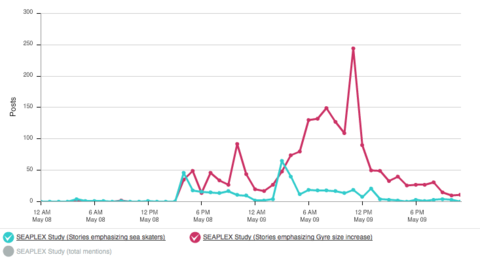 300
250
200
150
100
50
0
Posts
12 AM 6 AM 12 PM 6 PM 12 AM 6 AM 12 PM 6 PM
May 08 May 08 May 08 May 08 May 09 May 09 May 09 May 09
SEAPLEX Study (Stories emphasizing sea skaters) SEAPLEX Study (Stories emphasizing Gyre size increase)
SEAPLEX Study (total mentions)